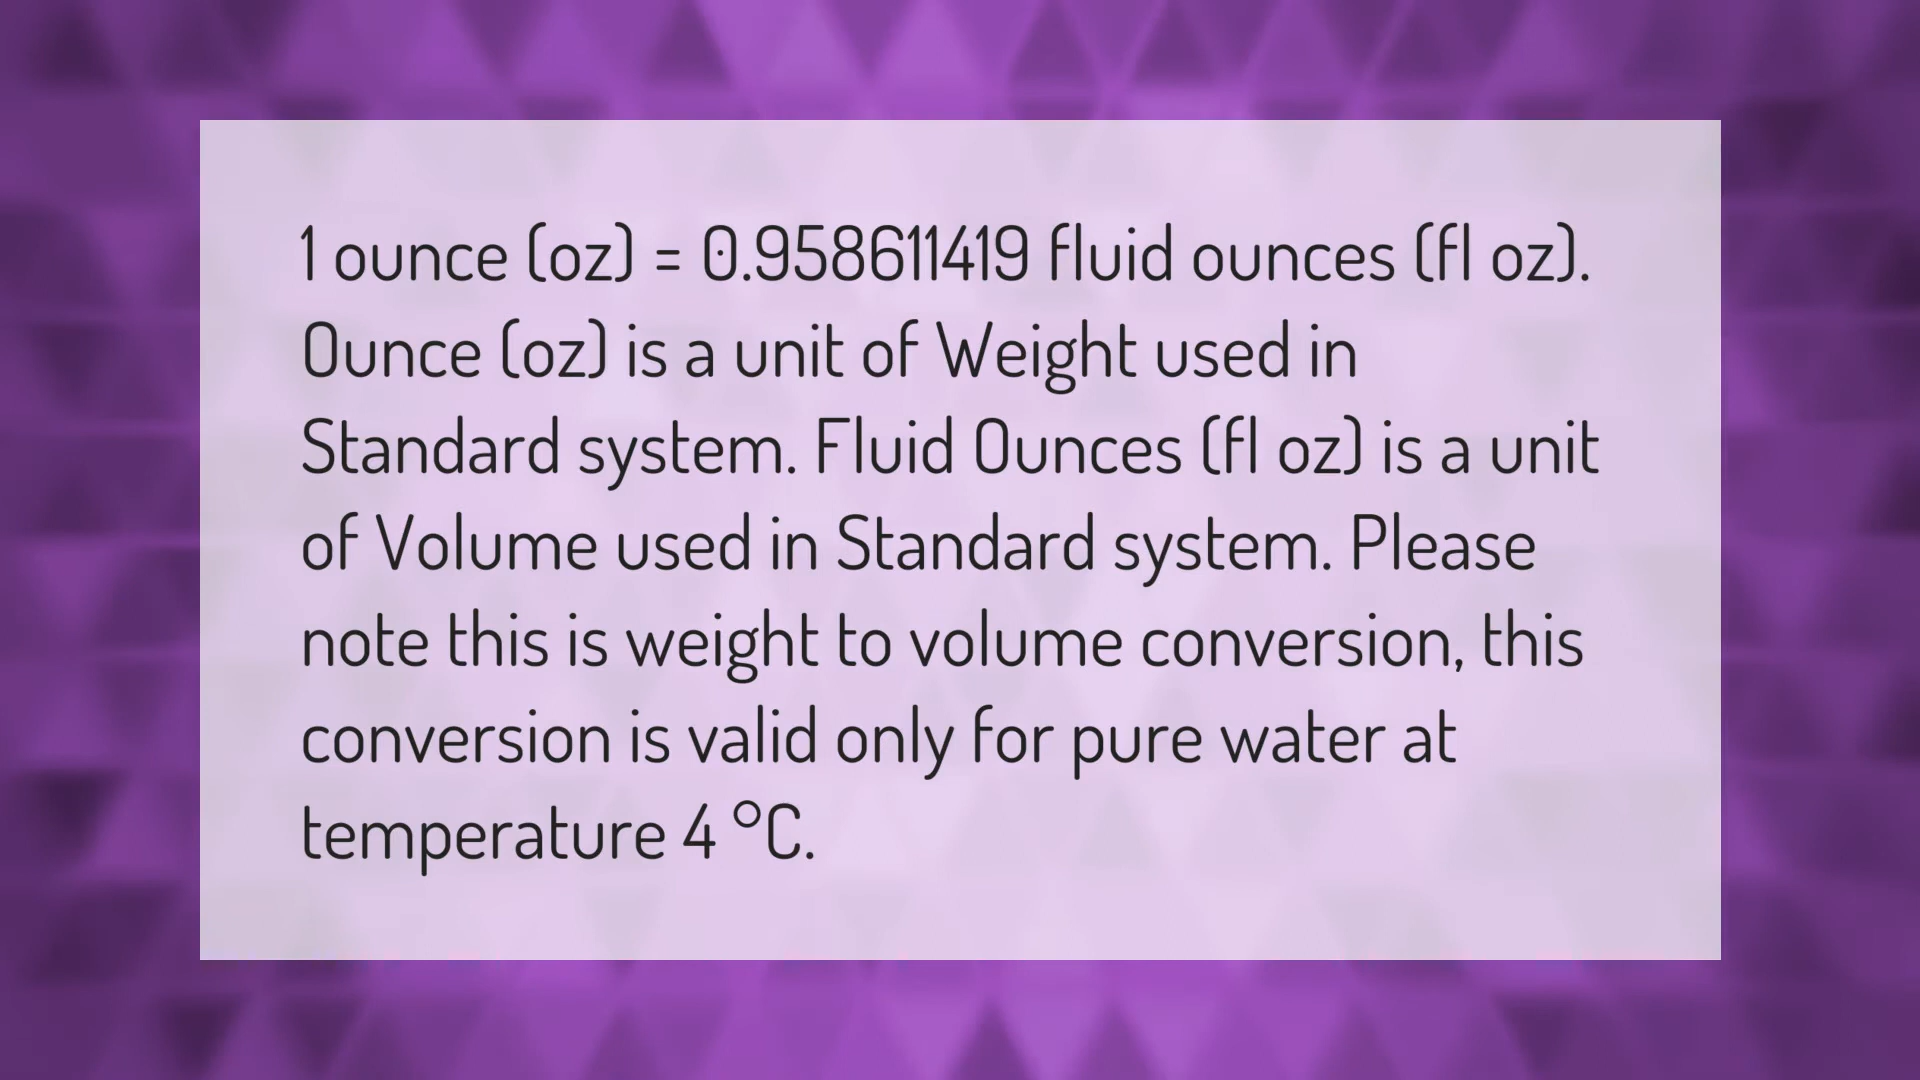 1 ounce (oz) = 0.958611419 fluid ounces (fl oz).
Ounce (oz) is a unit of Weight used in
Standard system. Fluid Ounces (fl oz) is a unit
of Volume used in Standard system. Please
note this is weight to volume conversion, this
conversion is valid only for pure water at
temperature 4 °C.